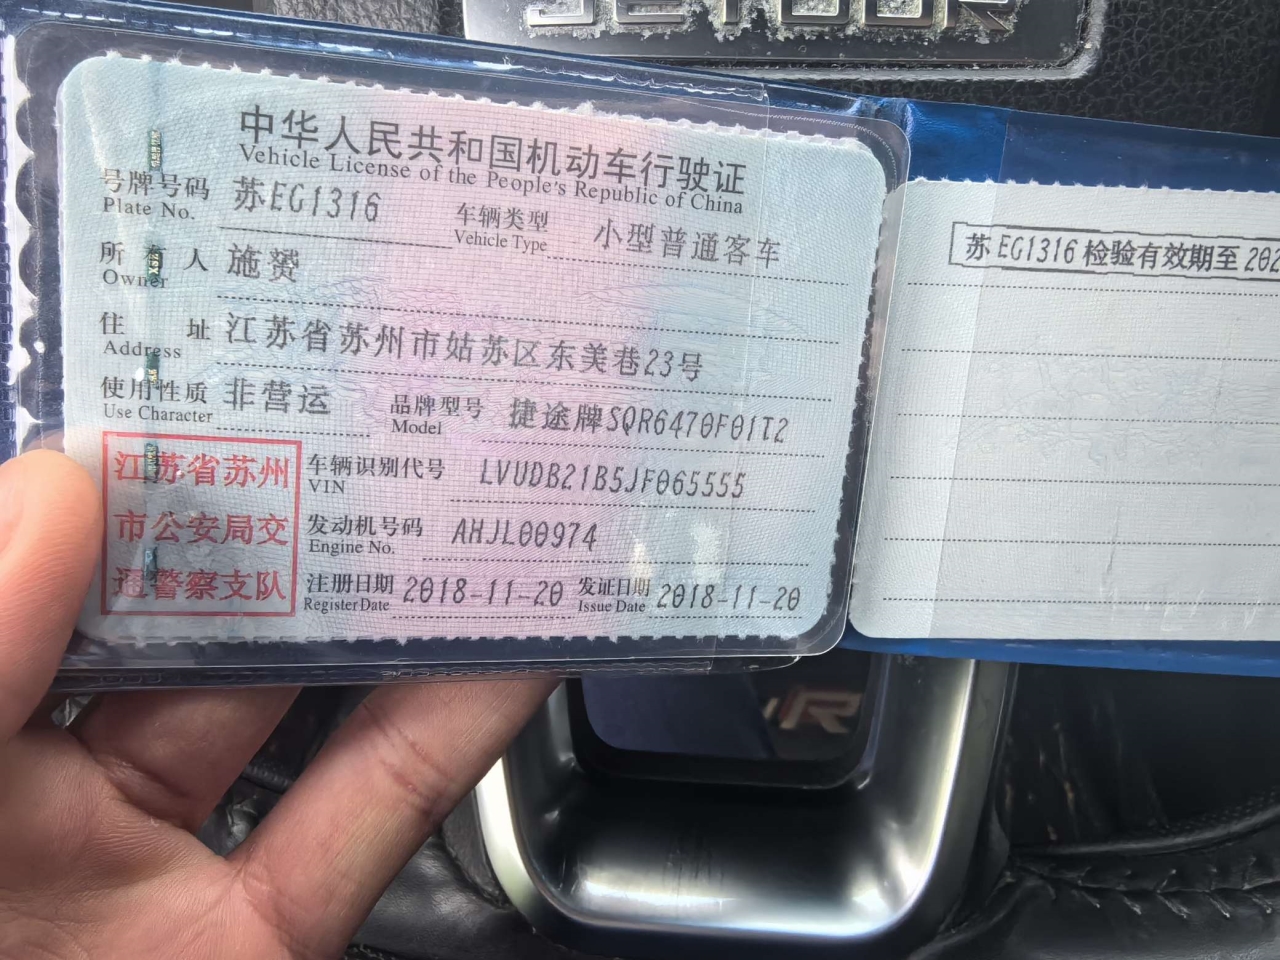 JETOUR
中华人民共和国机动车行驶证
Vehicle License of the People's Republic of China
号牌号码 苏EG1316 车辆类型 小型普通客车
Plate No. Vehicle Type
所有人 施赟
Owner
住址 江苏省苏州市姑苏区东美巷23号
Address
使用性质 非营运 品牌型号 捷途牌SQR6470F01T2
Use Character Model
江苏省苏州
市公安局交
通警察支队
车辆识别代号 LVUDB21B5JF065555
VIN
发动机号码 AHJL00974
Engine No.
注册日期 2018-11-20 发证日期 2018-11-20
Register Date Issue Date
苏EG1316检验有效期至202
R